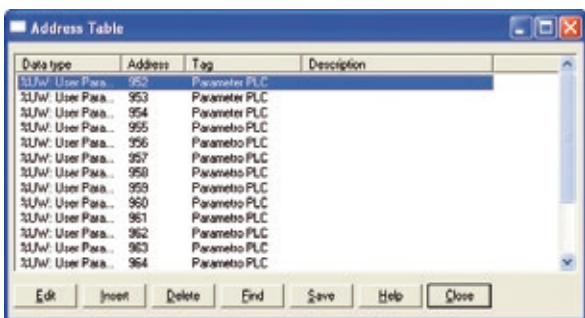 Address Table
Data type Address Tag Description
%UW: User Para... 952 Parameter PLC
%UW: User Para... 953 Parameter PLC
%UW: User Para... 954 Parameter PLC
%UW: User Para... 955 Parametro PLC
%UW: User Para... 956 Parametro PLC
%UW: User Para... 957 Parametro PLC
%UW: User Para... 958 Parametro PLC
%UW: User Para... 959 Parametro PLC
%UW: User Para... 960 Parametro PLC
%UW: User Para... 961 Parametro PLC
%UW: User Para... 962 Parametro PLC
%UW: User Para... 963 Parametro PLC
%UW: User Para... 964 Parametro PLC
Edit Insert Delete Find Save Help Close